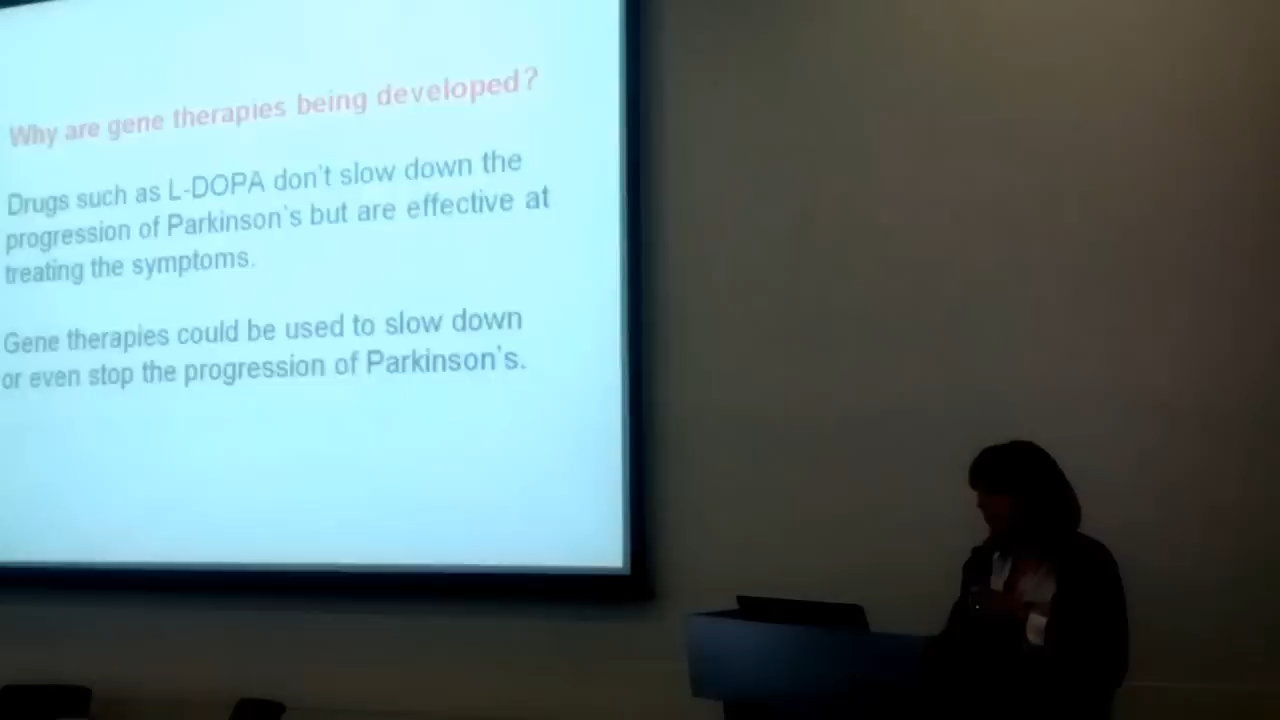 Why are gene therapies being developed?
Drugs such as L-DOPA don't slow down the
progression of Parkinson's but are effective at
treating the symptoms.
Gene therapies could be used to slow down
or even stop the progression of Parkinson's.